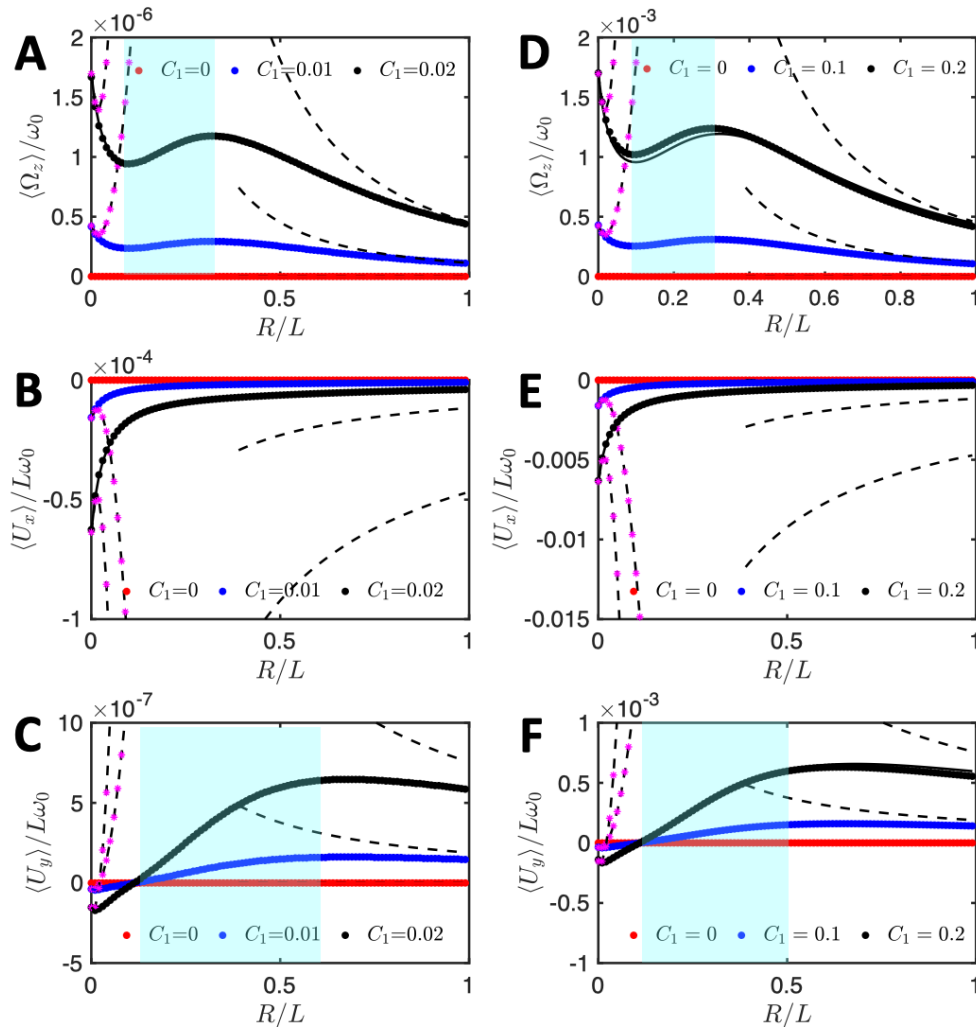 A
×10⁻⁶
2
1.5
1
0.5
0
⟨Ω_z⟩/ω₀
C₁=0 C₁=0.01 C₁=0.02
0 0.5 1
R/L
D
×10⁻³
2
1.5
1
0.5
0
⟨Ω_z⟩/ω₀
C₁ = 0 C₁ = 0.1 C₁ = 0.2
0 0.2 0.4 0.6 0.8 1
R/L
B
×10⁻⁴
0
-0.5
-1
⟨U_x⟩/Lω₀
C₁=0 C₁=0.01 C₁=0.02
0 0.5 1
R/L
E
0
-0.005
-0.01
-0.015
⟨U_x⟩/Lω₀
C₁ = 0 C₁ = 0.1 C₁ = 0.2
0 0.5 1
R/L
C
×10⁻⁷
10
5
0
-5
⟨U_y⟩/Lω₀
C₁=0 C₁=0.01 C₁=0.02
0 0.5 1
R/L
F
×10⁻³
1
0.5
0
-0.5
-1
⟨U_y⟩/Lω₀
C₁ = 0 C₁ = 0.1 C₁ = 0.2
0 0.5 1
R/L